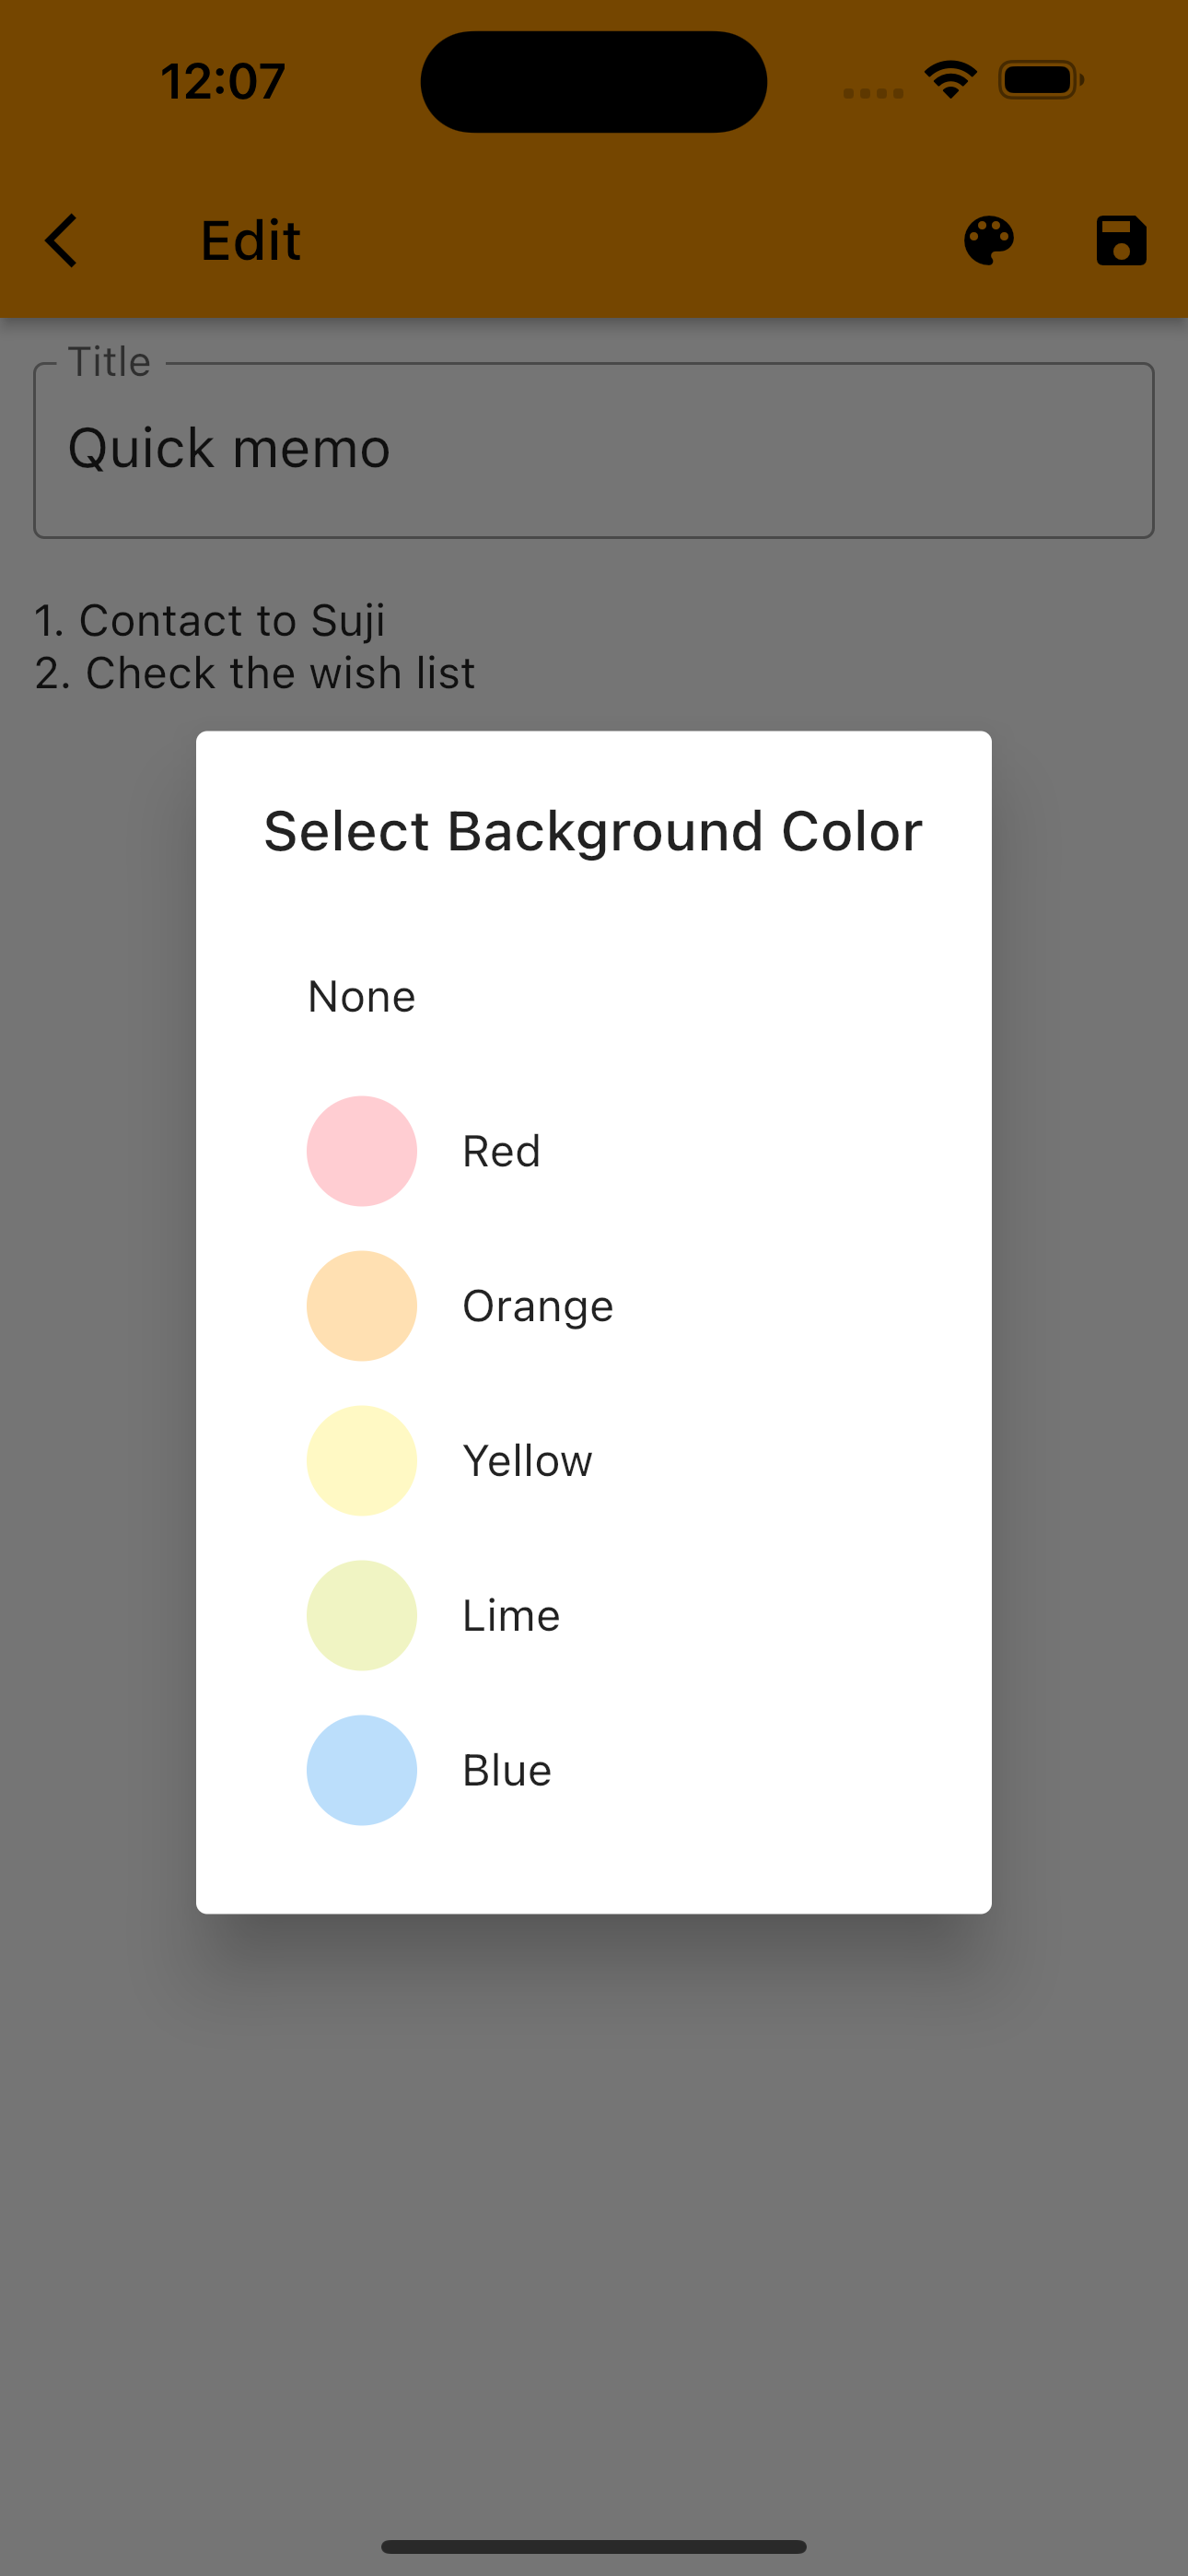 12:07
Edit
Title
Quick memo
1. Contact to Suji
2. Check the wish list
Select Background Color
None
Red
Orange
Yellow
Lime
Blue